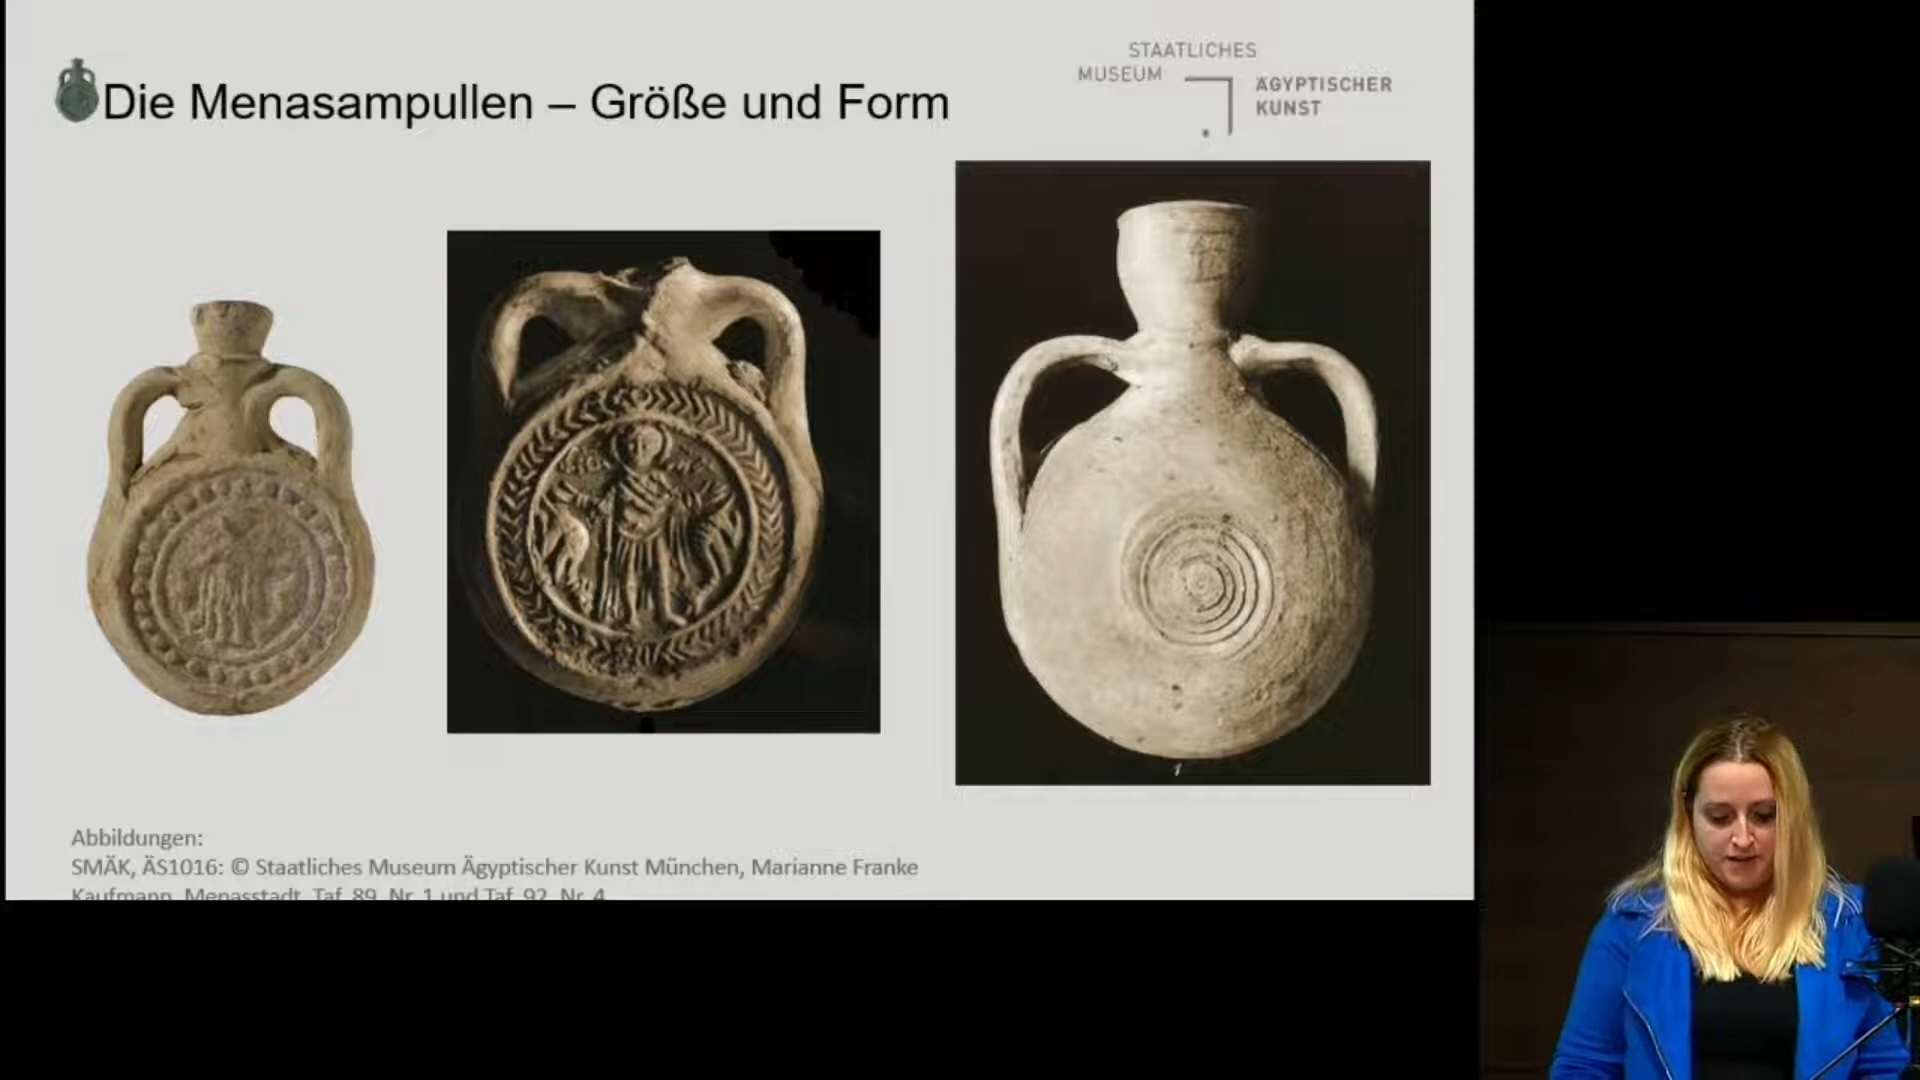 Die Menasampullen – Größe und Form
STAATLICHES
MUSEUM
ÄGYPTISCHER
KUNST
Abbildungen:
SMÄK, ÄS1016: © Staatliches Museum Ägyptischer Kunst München, Marianne Franke
Kaufmann, Menasstadt, Taf. 89, Nr. 1 und Taf. 92, Nr. 4